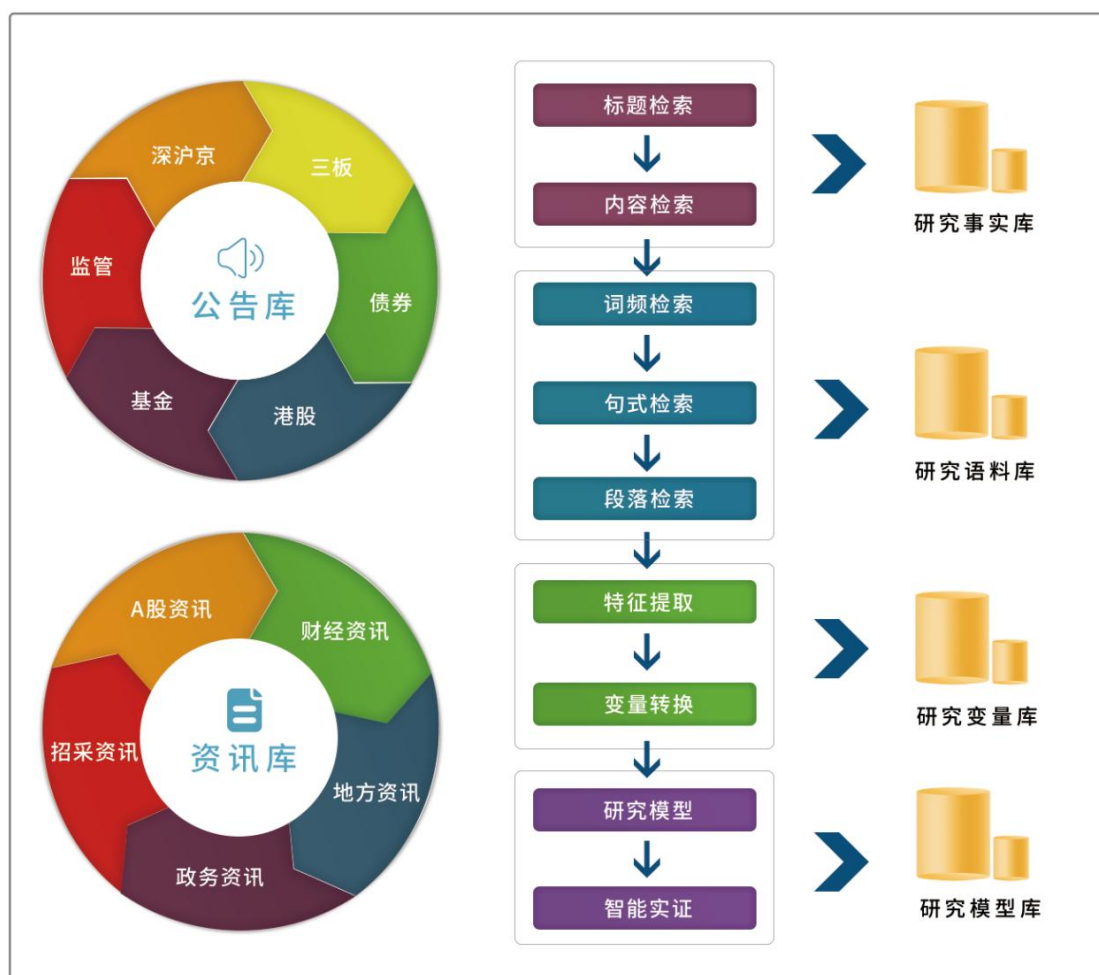 深沪京
三板
监管
公告库
债券
基金
港股
A股资讯
财经资讯
招采资讯
资讯库
地方资讯
政务资讯
标题检索
内容检索
研究事实库
词频检索
句式检索
段落检索
研究语料库
特征提取
变量转换
研究变量库
研究模型
智能实证
研究模型库